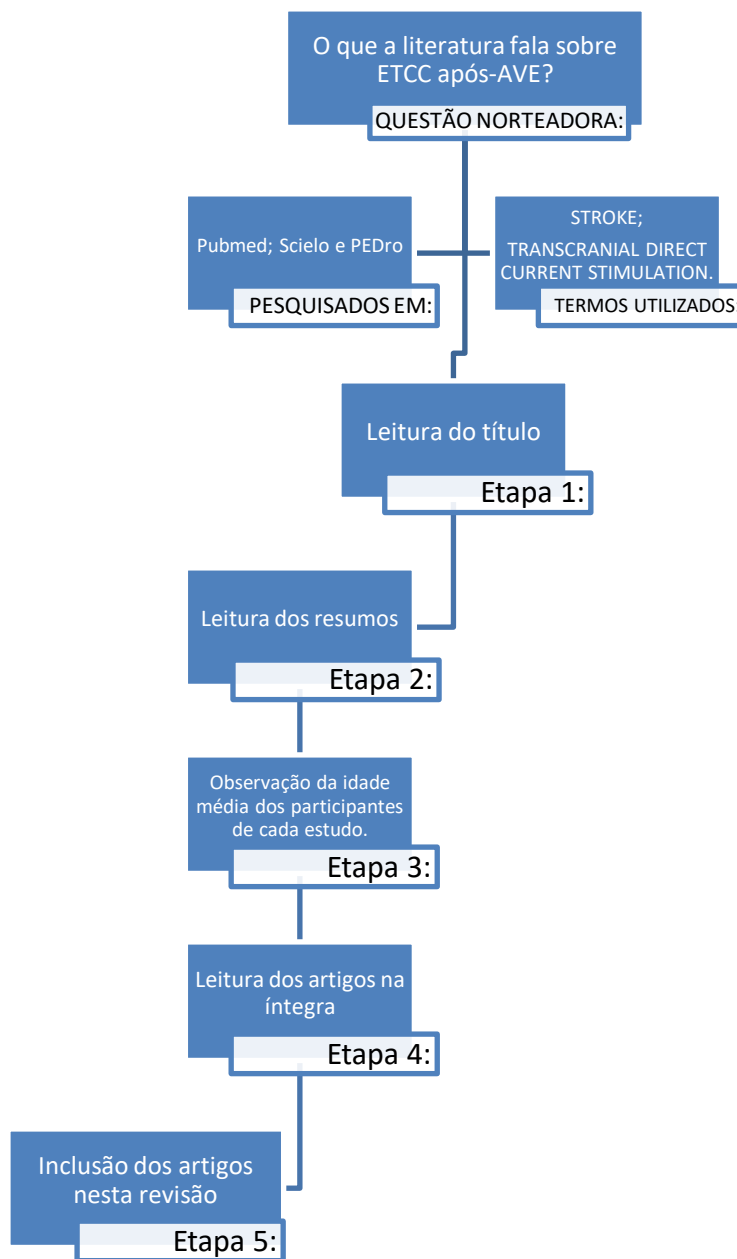 O que a literatura fala sobre
ETCC após-AVE?
QUESTÃO NORTEADORA:
Pubmed; Scielo e PEDro
PESQUISADOS EM:
STROKE;
TRANSCRANIAL DIRECT
CURRENT STIMULATION.
TERMOS UTILIZADOS:
Leitura do título
Etapa 1:
Leitura dos resumos
Etapa 2:
Observação da idade
média dos participantes
de cada estudo.
Etapa 3:
Leitura dos artigos na
íntegra
Etapa 4:
Inclusão dos artigos
nesta revisão
Etapa 5: